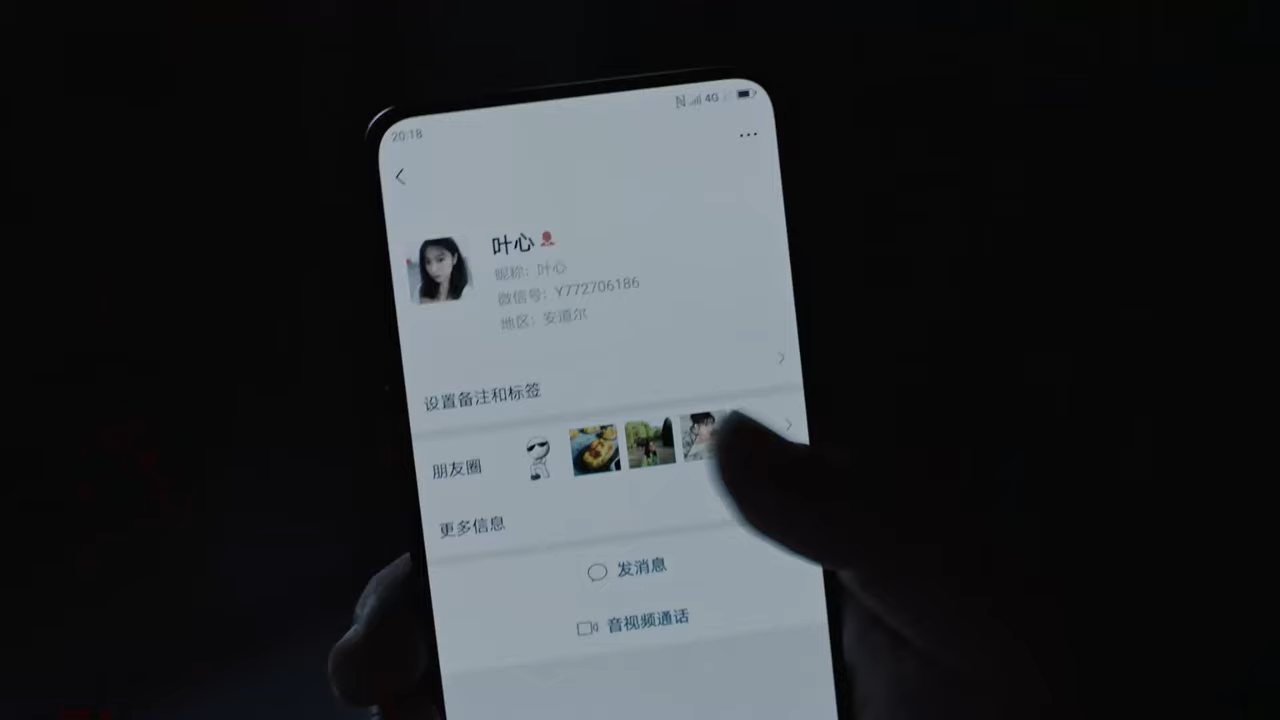 20:18
4G
叶心
昵称：叶心
微信号：Y772706186
地区：安道尔
设置备注和标签
朋友圈
更多信息
发消息
音视频通话